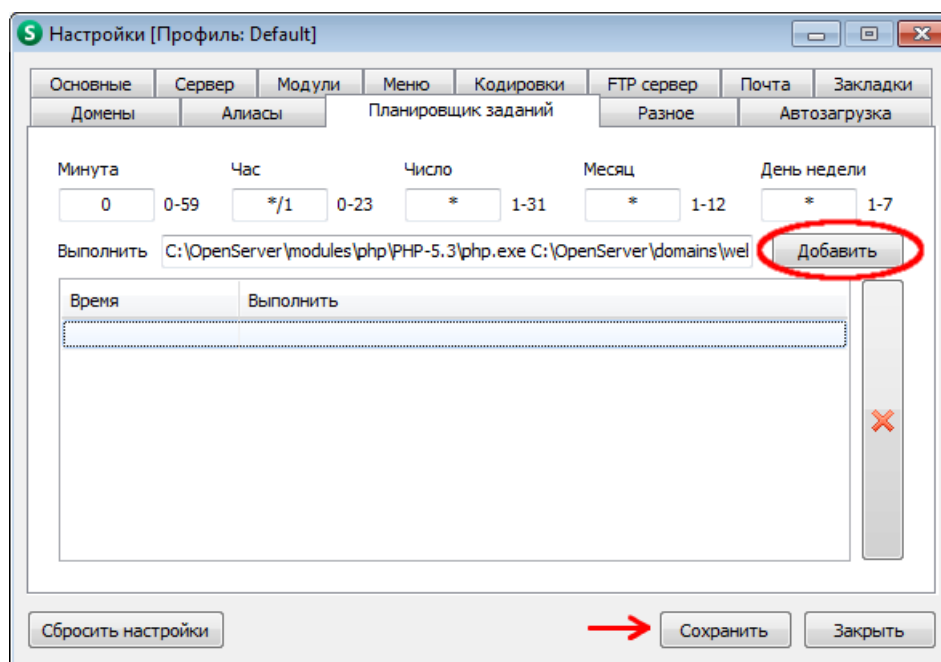 S Настройки [Профиль: Default]
Основные Сервер Модули Меню Кодировки FTP сервер Почта Закладки
Домены Алиасы Планировщик заданий Разное Автозагрузка
Минута Час Число Месяц День недели
0 0-59 */1 0-23 * 1-31 * 1-12 * 1-7
Выполнить C:\OpenServer\modules\php\PHP-5.3\php.exe C:\OpenServer\domains\wel Добавить
Время Выполнить
Сбросить настройки Сохранить Закрыть